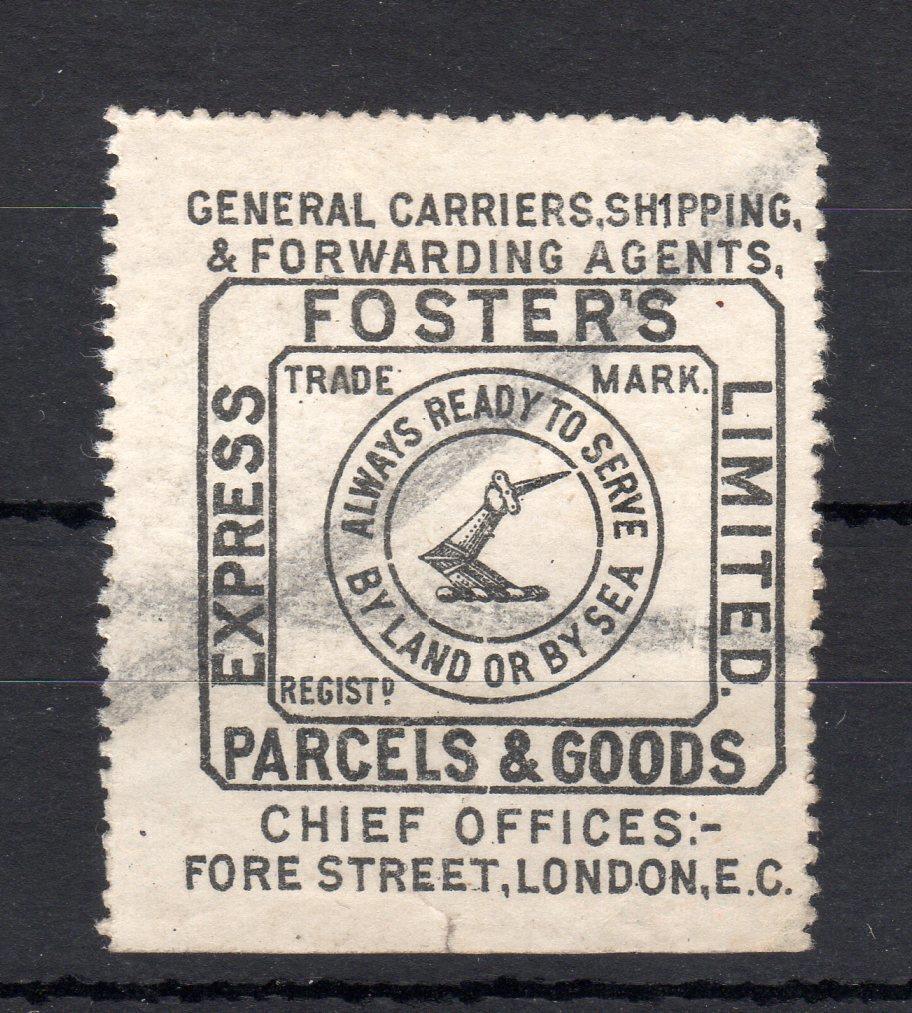 GENERAL CARRIERS, SH1PPING,
& FORWARDING AGENTS,
FOSTER'S
EXPRESS
LIMITED.
TRADE MARK.
ALWAYS READY TO SERVE
BY LAND OR BY SEA
REGISTD.
PARCELS & GOODS
CHIEF OFFICES:-
FORE STREET, LONDON, E.C.